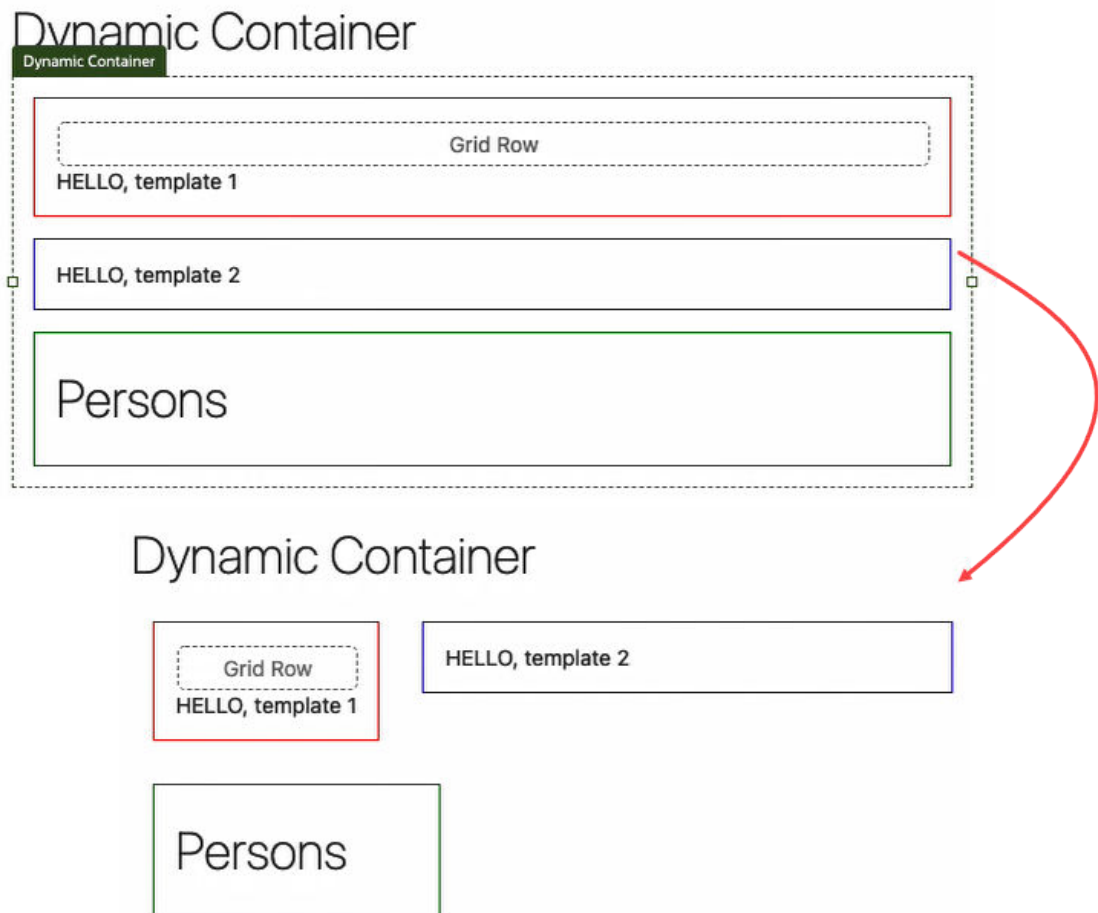 Dynamic Container
Dynamic Container
Grid Row
HELLO, template 1
HELLO, template 2
Persons
Dynamic Container
Grid Row
HELLO, template 1
HELLO, template 2
Persons